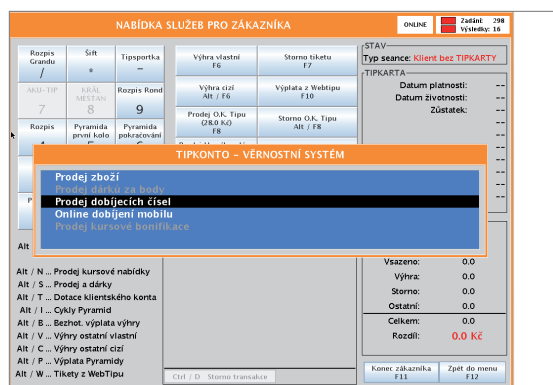 NABÍDKA SLUŽEB PRO ZÁKAZNÍKA
ONLINE
Zadání: 298
Výsledky: 16
Rozpis Grandu
/
Šift
*
Tipsportka
–
AKU-TIP
7
KRÁL MĚSTAN
8
Rozpis Rond
9
Rozpis
Pyramida první kolo
Pyramida pokračování
Výhra vlastní
F6
Storno tiketu
F7
Výhra cizí
Alt / F6
Výplata z Webtipu
F10
Prodej O.K. Tipu
(28.0 Kč)
F8
Storno O.K. Tipu
Alt / F8
STAV
Typ seance: Klient bez TIPKARTY
TIPKARTA
Datum platnosti: --
Datum životnosti: --
Zůstatek: --
--
--
--
--
--
--
TIPKONTO – VĚRNOSTNÍ SYSTÉM
Prodej zboží
Prodej dárků za body
Prodej dobíjecích čísel
Online dobíjení mobilu
Prodej kursové bonifikace
Alt
Alt / N ... Prodej kursové nabídky
Alt / S ... Prodej a dárky
Alt / T ... Dotace klientského konta
Alt / I ... Cykly Pyramid
Alt / B ... Bezhot. výplata výhry
Alt / V ... Výhry ostatní vlastní
Alt / C ... Výhry ostatní cizí
Alt / P ... Výplata Pyramidy
Alt / W ... Tikety z WebTipu
Ctrl / D Storno transakce
Vsazeno: 0.0
Výhra: 0.0
Storno: 0.0
Ostatní: 0.0
Celkem: 0.0
Rozdíl: 0.0 Kč
Konec zákazníka
F11
Zpět do menu
F12